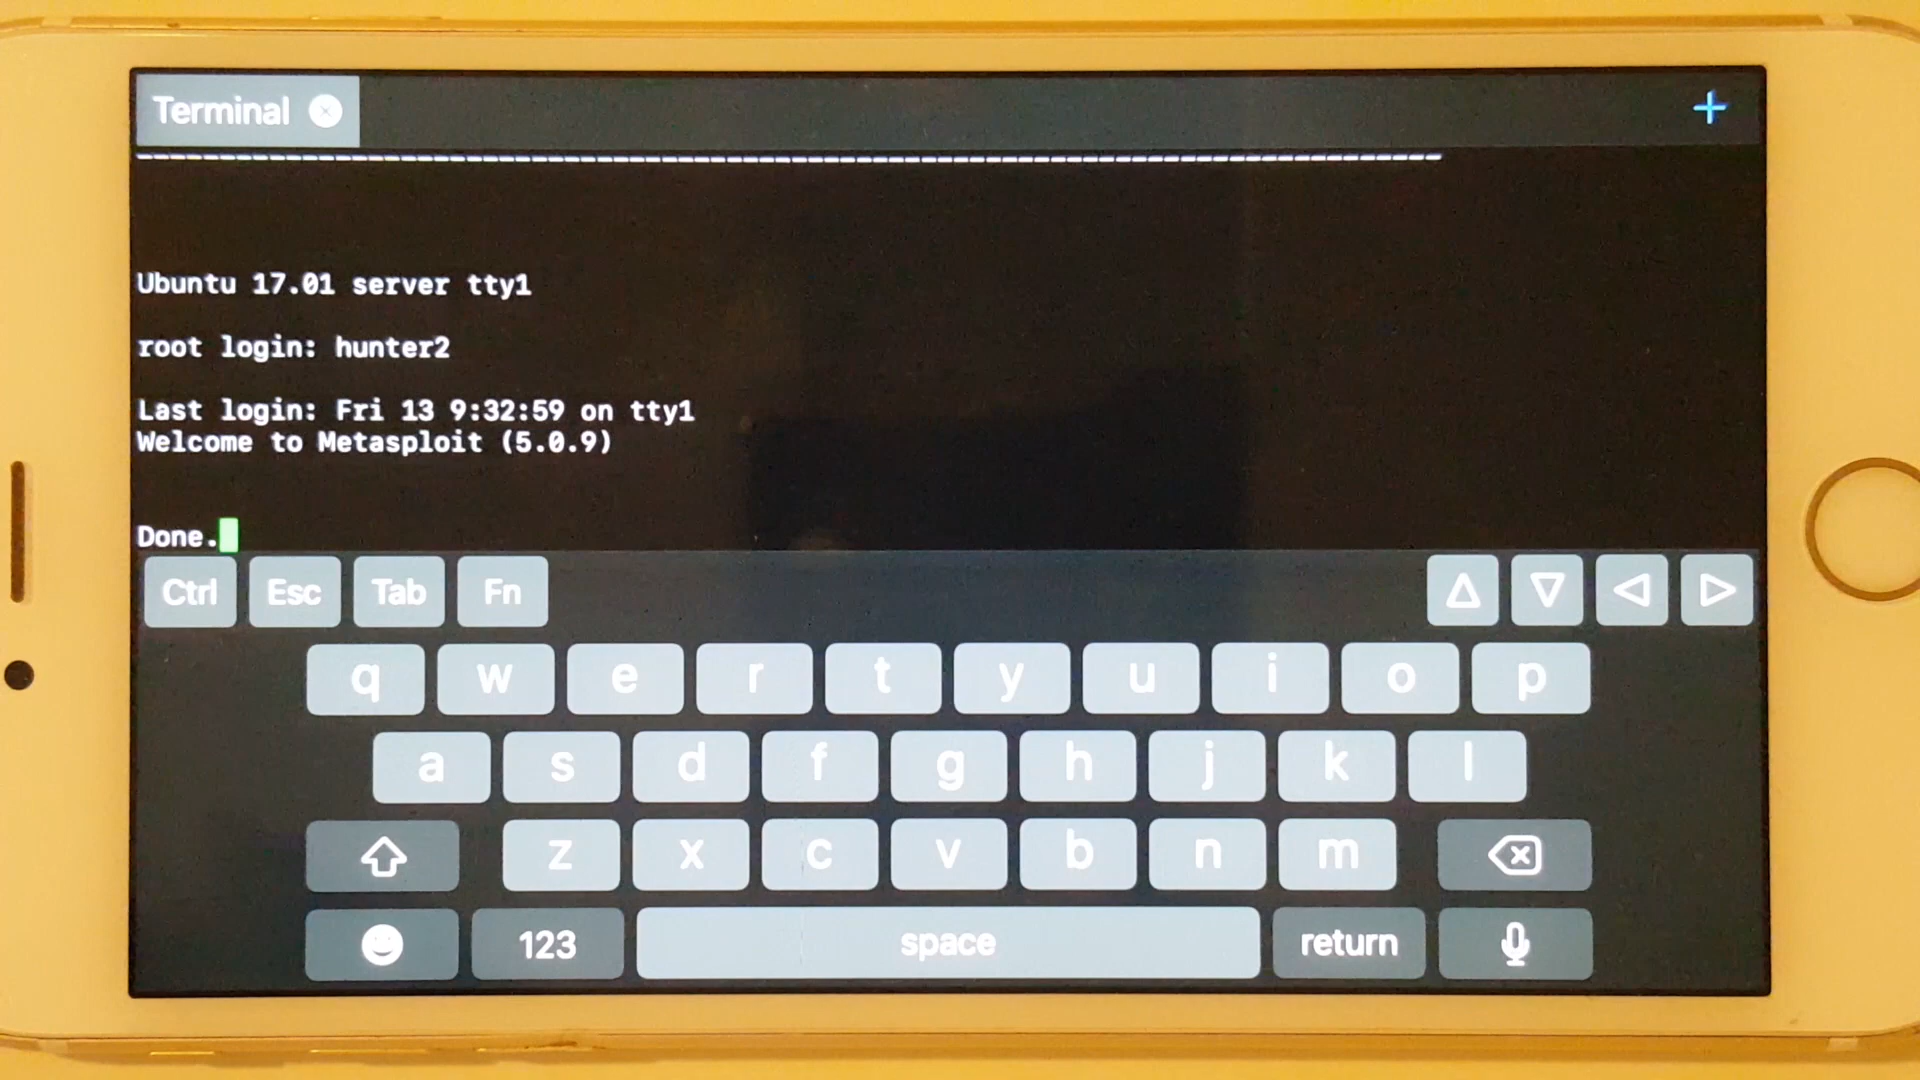 Terminal
Ubuntu 17.01 server tty1
root login: hunter2
Last login: Fri 13 9:32:59 on tty1
Welcome to Metasploit (5.0.9)
Done.
Ctrl Esc Tab Fn
q w e r t y u i o p
a s d f g h j k l
z x c v b n m
123 space return